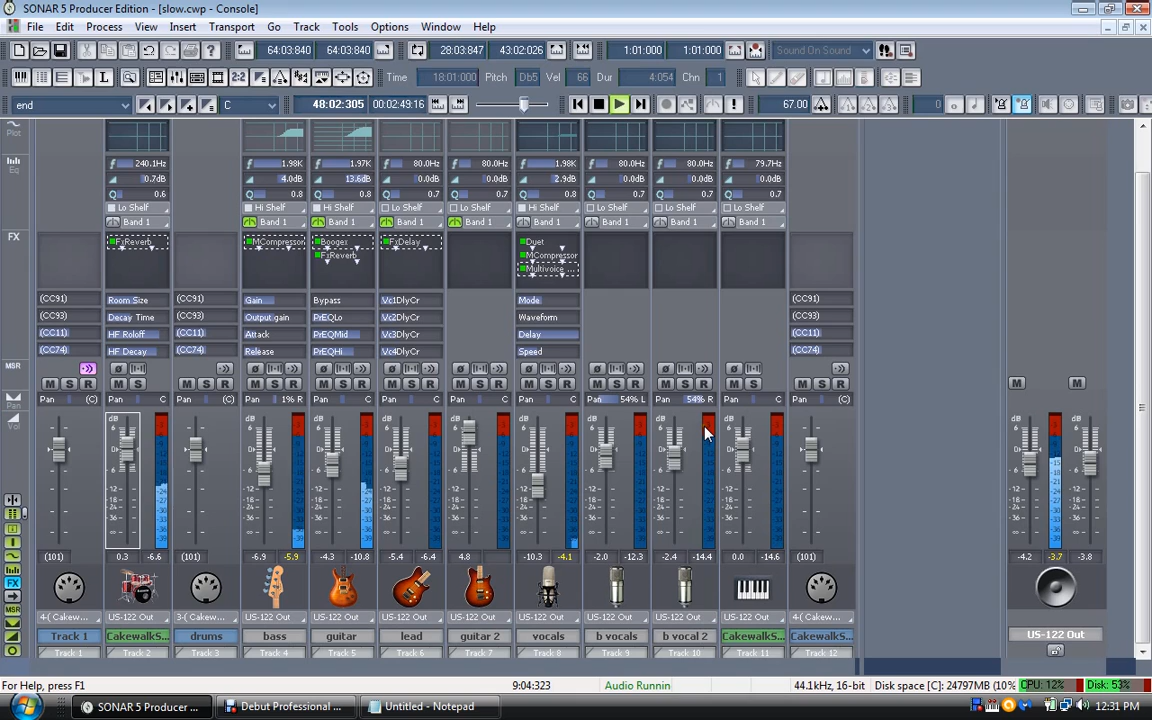 SONAR 5 Producer Edition - [slow.cwp - Console]
File Edit Process View Insert Transport Go Track Tools Options Window Help
64:03:840 64:03:840 28:03:847 43:02:026 1:01:000 1:01:000 Sound On Sound
Time 18:01:000 Pitch Db5 Vel 66 Dur 4:054 Chn 1
end C 48:02:305 00:02:49:16 67.00 0
Plot
Eq
240.1Hz 1.98K 1.97K 80.0Hz 80.0Hz 1.98K 80.0Hz 80.0Hz 79.7Hz
0.7dB 4.0dB 13.6dB 0.0dB 0.0dB 2.9dB 0.0dB 0.0dB 0.0dB
Q 0.6 Q 0.8 Q 0.8 Q 0.7 Q 0.7 Q 0.8 Q 0.7 Q 0.7 Q 0.7
Lo Shelf Hi Shelf Hi Shelf Lo Shelf Lo Shelf Hi Shelf Lo Shelf Lo Shelf Lo Shelf
Band 1 Band 1 Band 1 Band 1 Band 1 Band 1 Band 1 Band 1 Band 1
FX
FxReverb MCompressor Boogex FxDelay Duet
FxReverb MCompressor
Multivoice ...
(CC91) Room Size (CC91) Gain Bypass Vc1DlyCr Mode (CC91)
(CC93) Decay Time (CC93) Output gain PrEQLo Vc2DlyCr Waveform (CC93)
(CC11) HF Roloff (CC11) Attack PrEQMid Vc3DlyCr Delay (CC11)
(CC74) HF Decay (CC74) Release PrEQHi Vc4DlyCr Speed (CC74)
MSR
M S R M S M S R M S R M S R M S R M S R M S R M S R M S R M S M S R M M
Pan (C) Pan C Pan (C) Pan 1% R Pan C Pan C Pan C Pan C Pan 54% L Pan 54% R Pan C Pan (C)
Pan
Vol
(101) 0.3 -6.6 (101) -6.9 -5.9 -4.3 -10.8 -5.4 -6.4 4.8 -10.3 -4.1 -2.0 -12.3 -2.4 -14.4 0.0 -14.6 (101) -4.2 -3.7 -3.8
4-( Cakew... US-122 Out 3-( Cakew... US-122 Out US-122 Out US-122 Out US-122 Out US-122 Out US-122 Out US-122 Out US-122 Out 4-( Cakew...
Track 1 CakewalkS... drums bass guitar lead guitar 2 vocals b vocals b vocal 2 CakewalkS... CakewalkS... US-122 Out
Track 1 Track 2 Track 3 Track 4 Track 5 Track 6 Track 7 Track 8 Track 9 Track 10 Track 11 Track 12
For Help, press F1 9:04:323 Audio Runnin 44.1kHz, 16-bit Disk space [C]: 24797MB (10% CPU: 12% Disk: 53%
SONAR 5 Producer ... Debut Professional ... Untitled - Notepad 12:31 PM